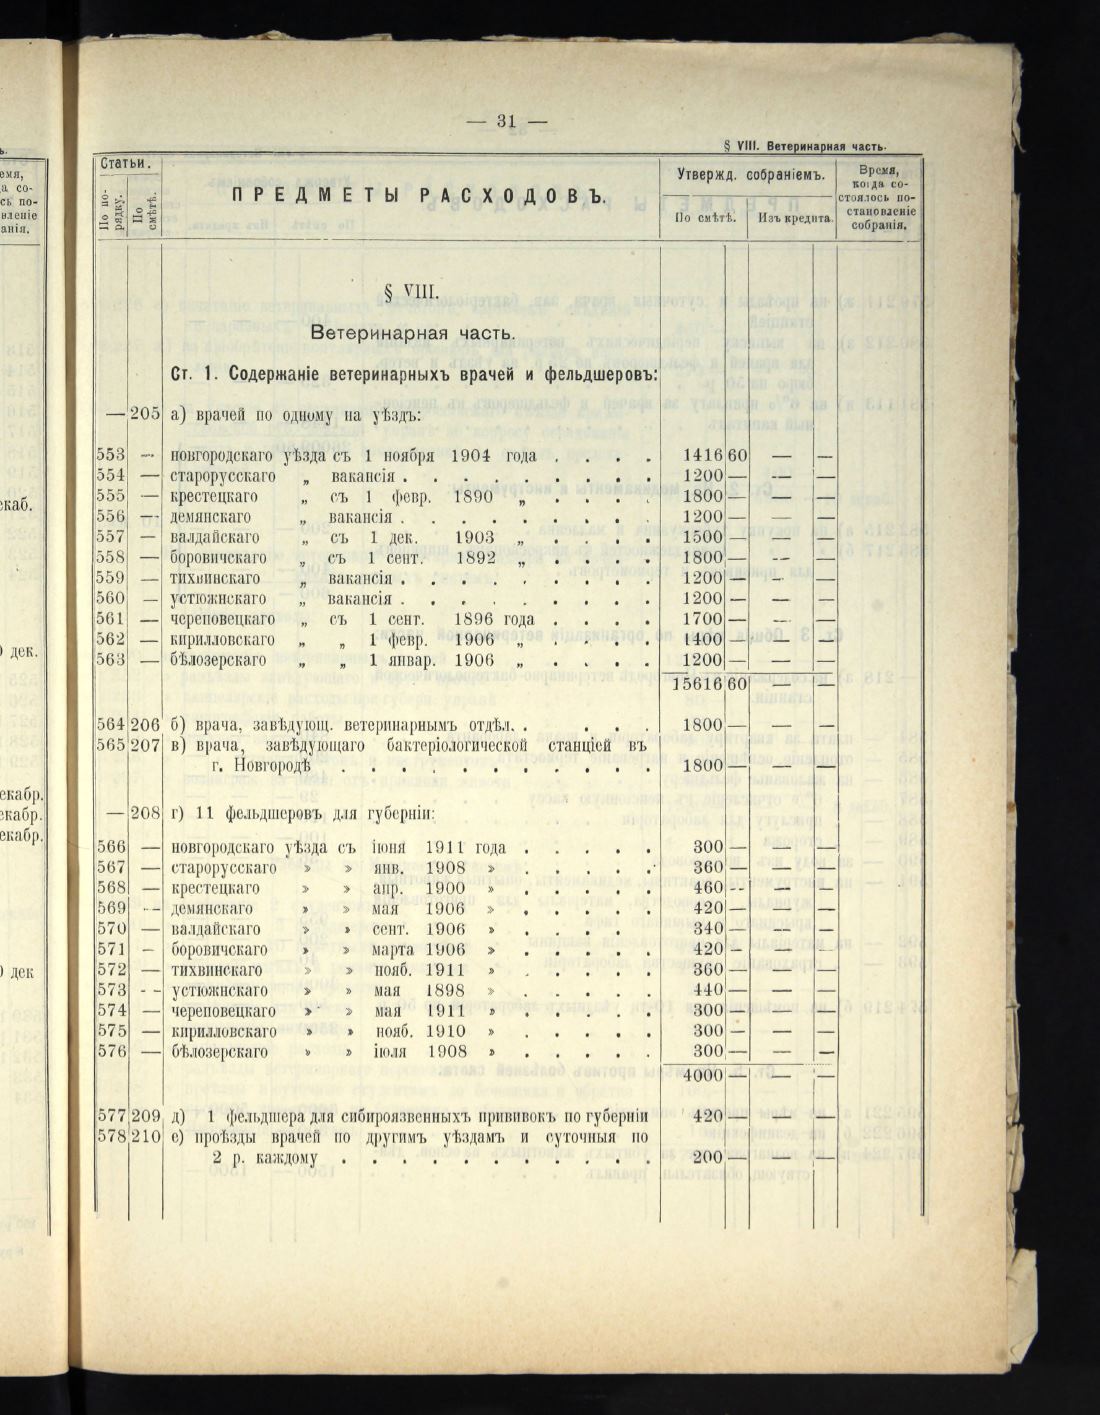 — 31 —
§ VIII. Ветеринарная часть.
Статьи.
По по-
рядку.
По
смѣтѣ.
ПРЕДМЕТЫ РАСХОДОВЪ.
Утвержд. собраніемъ.
По смѣтѣ.
Изъ кредита.
Время,
когда со-
стоялось по-
становленіе
собранія.
§ VIII.
Ветеринарная часть.
Ст. 1. Содержаніе ветеринарныхъ врачей и фельдшеровъ:
— 205 а) врачей по одному на уѣздъ:
553 — новгородскаго уѣзда съ 1 ноября 1904 года . . . . 1416 60 — —
554 — старорусскаго „ вакансія . . . . . . . . . 1200 — — —
555 — крестецкаго „ съ 1 февр. 1890 „ . . . . 1800 — — —
556 — демянскаго „ вакансія . . . . . . . . . 1200 — — —
557 — валдайскаго „ съ 1 дек. 1903 „ . . . . 1500 — — —
558 — боровичскаго „ съ 1 сент. 1892 „ . . . . 1800 — — —
559 — тихвинскаго „ вакансія . . . . . . . . . 1200 — — —
560 — устюжнскаго „ вакансія . . . . . . . . . 1200 — — —
561 — череповецкаго „ съ 1 сент. 1896 года . . . . 1700 — — —
562 — кирилловскаго „ „ 1 февр. 1906 „ . . . . 1400 — — —
563 — бѣлозерскаго „ „ 1 январ. 1906 „ . . . . 1200 — — —
15616 60 — —
564 206 б) врача, завѣдующ. ветеринарнымъ отдѣл. . . . . 1800 — — —
565 207 в) врача, завѣдующаго бактеріологической станціей въ
г. Новгородѣ . . . . . . . . . . . 1800 — — —
— 208 г) 11 фельдшеровъ для губерніи:
566 — новгородскаго уѣзда съ іюня 1911 года . . . . . 300 — — —
567 — старорусскаго » » янв. 1908 » . . . . . 360 — — —
568 — крестецкаго » » апр. 1900 » . . . . . 460 — — —
569 — демянскаго » » мая 1906 » . . . . . 420 — — —
570 — валдайскаго » » сент. 1906 » . . . . 340 — — —
571 — боровичскаго » » марта 1906 » . . . . . 420 — — —
572 — тихвинскаго » » нояб. 1911 » . . . . . 360 — — —
573 — устюжнскаго » » мая 1898 » . . . . . 440 — — —
574 — череповецкаго » » мая 1911 » . . . . . 300 — — —
575 — кирилловскаго » » нояб. 1910 » . . . . . 300 — — —
576 — бѣлозерскаго » » іюля 1908 » . . . . . 300 — — —
4000 — — —
577 209 д) 1 фельдшера для сибироязвенныхъ прививокъ по губерніи 420 — — —
578 210 е) проѣзды врачей по другимъ уѣздамъ и суточныя по
2 р. каждому . . . . . . . . . . . 200 — — —